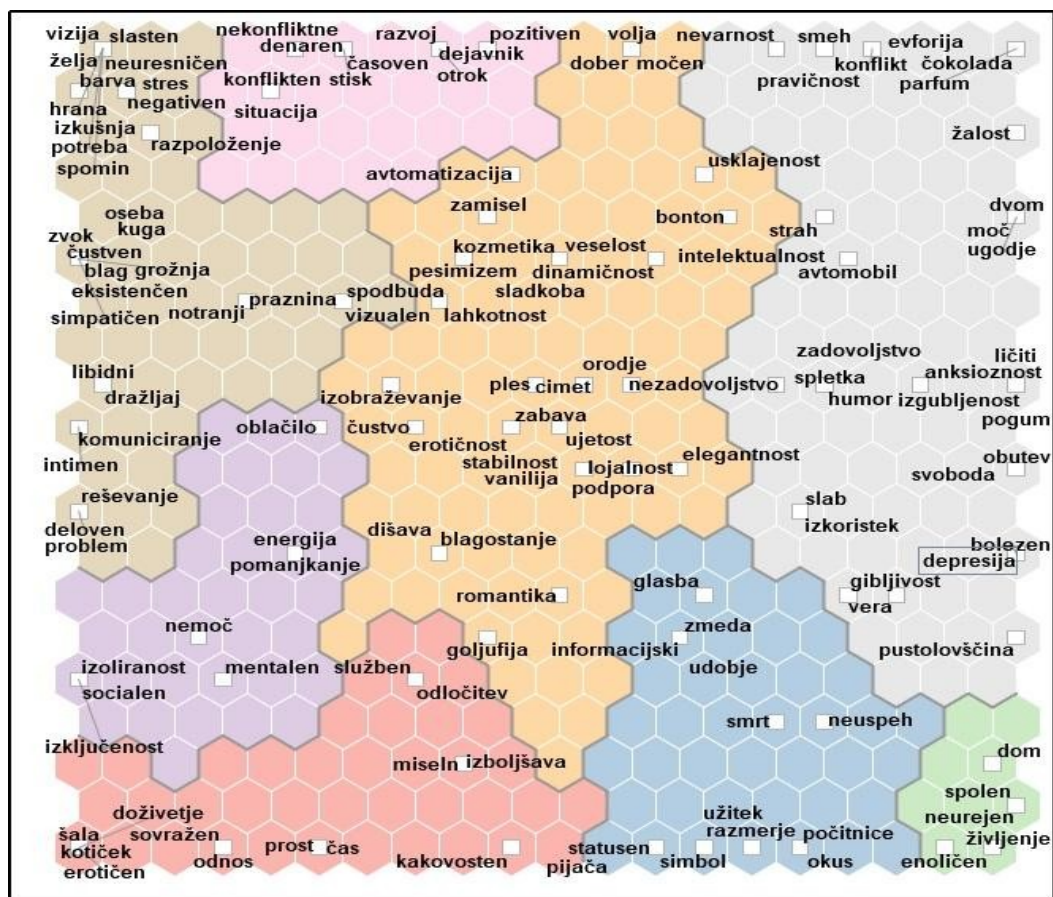 vizija slasten nekonfliktne razvoj pozitiven volja nevarnost smeh evforija
denaren dejavnik
želja neuresničen časoven dober močen konflikt čokolada
barva stres konflikten stisk otrok pravičnost parfum
hrana negativen
situacija
izkušnja žalost
potreba razpoloženje
spomin avtomatizacija usklajenost
oseba zamisel bonton dvom
kuga strah moč
zvok čustven kozmetika veselost intelektualnost ugodje
blag grožnja pesimizem dinamičnost avtomobil
eksistenčen praznina spodbuda sladkoba
simpatičen notranji vizualen lahkotnost
zadovoljstvo ličiti
libidni orodje anksioznost
dražljaj izobraževanje ples cimet nezadovoljstvo spletka humor izgubljenost
pogum
komuniciranje oblačilo čustvo zabava
erotičnost ujetost
intimen stabilnost lojalnost elegantnost obutev
vanilija podpora svoboda
reševanje slab
deloven dišava izkoristek
problem energija blagostanje bolezen
pomanjkanje depresija
romantika glasba gibljivost
vera
nemoč goljufija informacijski zmeda pustolovščina
izoliranost mentalen služben udobje
socialen odločitev
smrt neuspeh
izključenost miseln izboljšava dom
spolen
doživetje užitek neurejen
šala sovražen razmerje počitnice
kotiček prost čas statusen življenje
erotičen odnos kakovosten pijača simbol okus enoličen